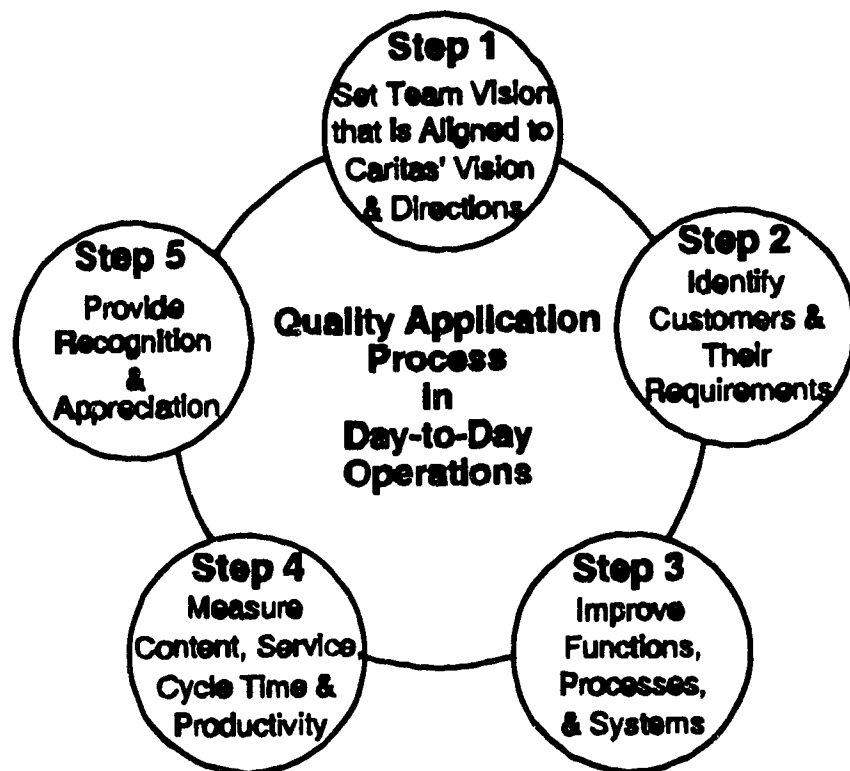 Step 1
Set Team Vision
that is Aligned to
Caritas' Vision
& Directions
Step 2
Identify
Customers &
Their
Requirements
Step 3
Improve
Functions,
Processes,
& Systems
Step 4
Measure
Content, Service,
Cycle Time &
Productivity
Step 5
Provide
Recognition
&
Appreciation
Quality Application
Process
in
Day-to-Day
Operations